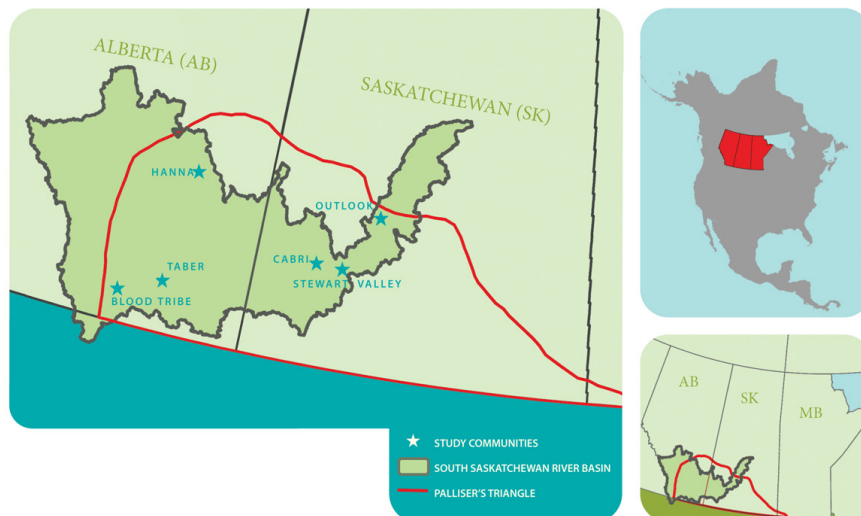 ALBERTA (AB)
SASKATCHEWAN (SK)
HANNA
OUTLOOK
TABER
CABRI
STEWART VALLEY
BLOOD TRIBE
STUDY COMMUNITIES
SOUTH SASKATCHEWAN RIVER BASIN
PALLISER'S TRIANGLE
AB
SK
MB